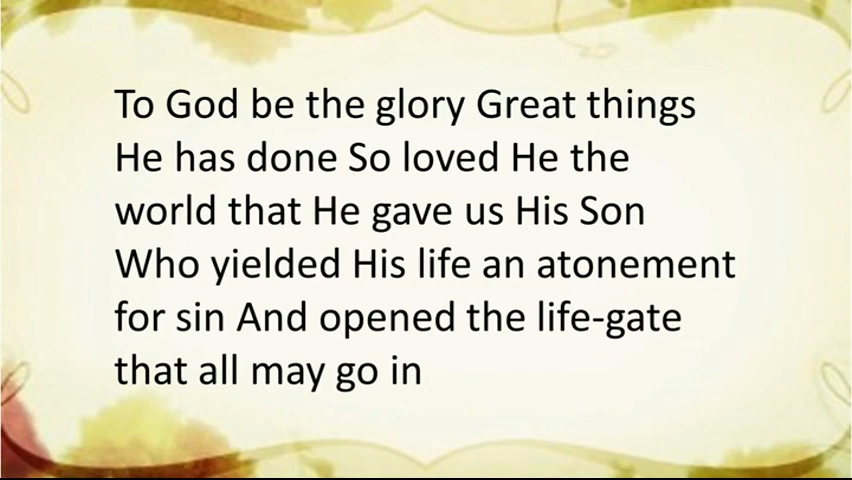 To God be the glory Great things
He has done So loved He the
world that He gave us His Son
Who yielded His life an atonement
for sin And opened the life-gate
that all may go in